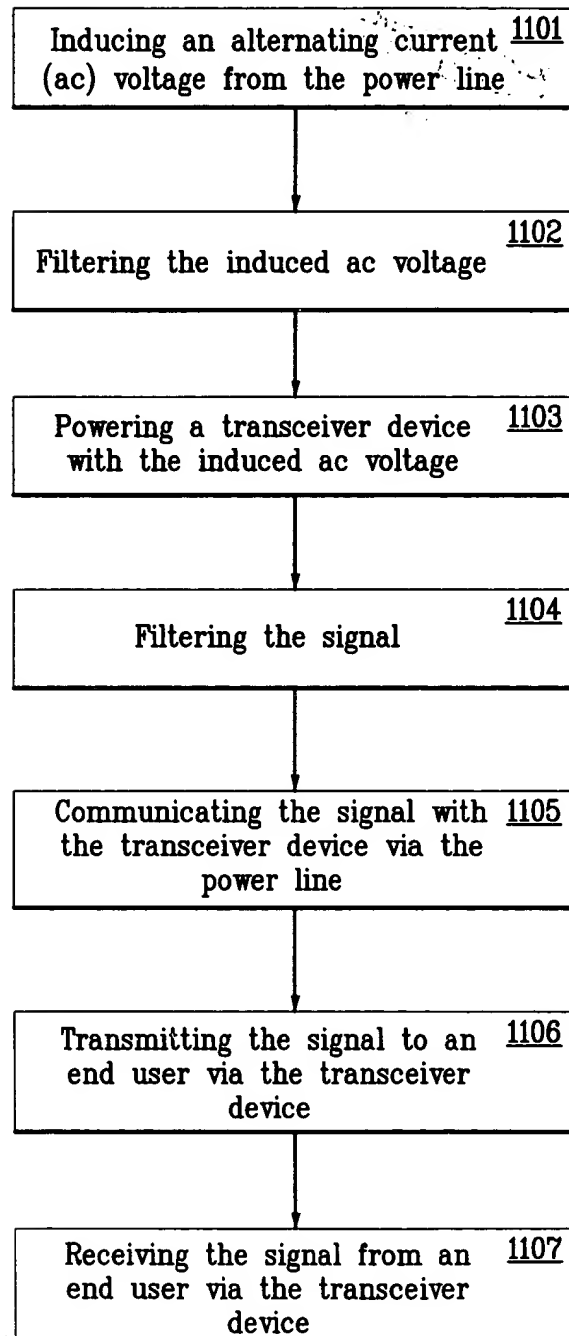 Inducing an alternating current 1101
(ac) voltage from the power line
1102
Filtering the induced ac voltage
Powering a transceiver device 1103
with the induced ac voltage
1104
Filtering the signal
Communicating the signal with 1105
the transceiver device via the
power line
Transmitting the signal to an 1106
end user via the transceiver
device
Receiving the signal from an 1107
end user via the transceiver
device